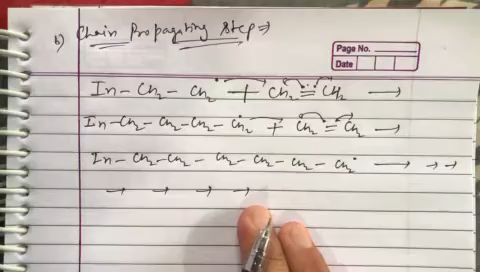 b) Chain Propagating Step ⇒
Page No.
Date
In – CH₂ – CH₂• + CH₂ = CH₂ →
In – CH₂ – CH₂ – CH₂ – CH₂• + CH₂ = CH₂ →
In – CH₂ – CH₂ – CH₂ – CH₂ – CH₂ – CH₂• → → →
→ → → →